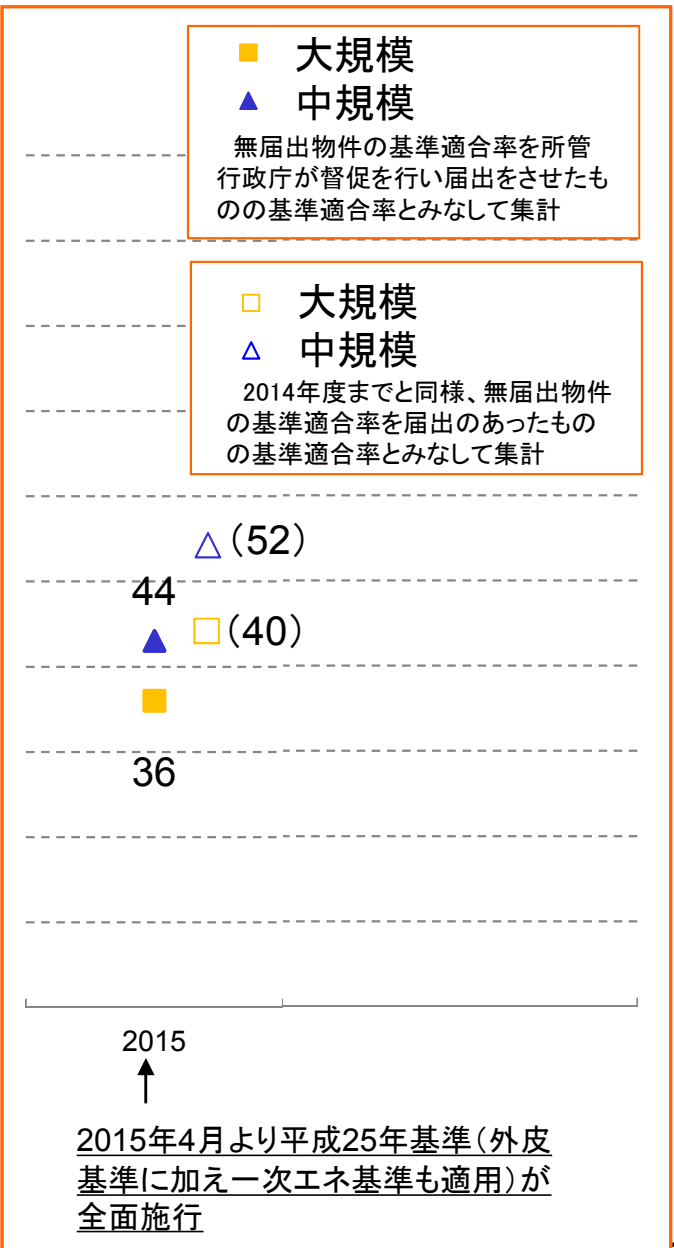 大規模
中規模
無届出物件の基準適合率を所管
行政庁が督促を行い届出をさせたも
のの基準適合率とみなして集計
大規模
中規模
2014年度までと同様、無届出物件
の基準適合率を届出のあったもの
の基準適合率とみなして集計
（52）
44
（40）
36
2015
2015年4月より平成25年基準（外皮
基準に加え一次エネ基準も適用）が
全面施行